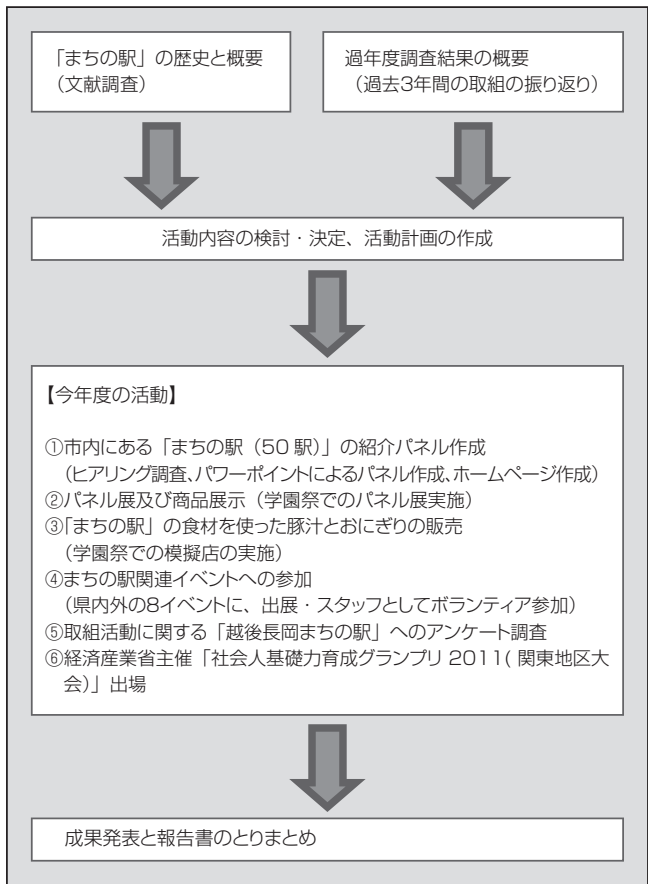 「まちの駅」の歴史と概要
（文献調査）
過年度調査結果の概要
（過去3年間の取組の振り返り）
活動内容の検討・決定、活動計画の作成
【今年度の活動】
①市内にある「まちの駅（50 駅）」の紹介パネル作成
（ヒアリング調査、パワーポイントによるパネル作成、ホームページ作成）
②パネル展及び商品展示（学園祭でのパネル展実施）
③「まちの駅」の食材を使った豚汁とおにぎりの販売
（学園祭での模擬店の実施）
④まちの駅関連イベントへの参加
（県内外の8イベントに、出展・スタッフとしてボランティア参加）
⑤取組活動に関する「越後長岡まちの駅」へのアンケート調査
⑥経済産業省主催「社会人基礎力育成グランプリ 2011( 関東地区大
会)」出場
成果発表と報告書のとりまとめ